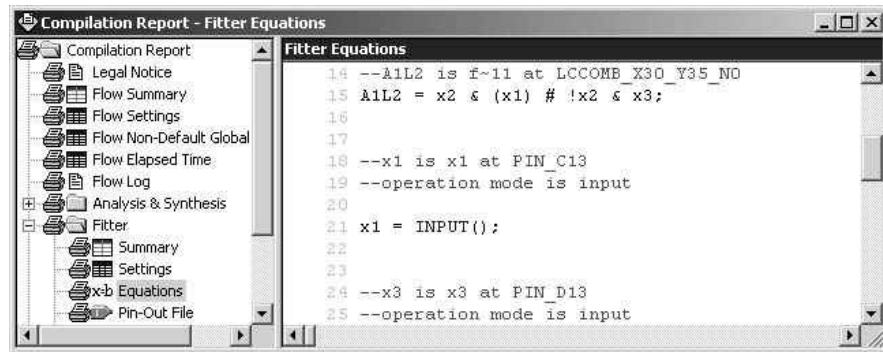 Compilation Report - Fitter Equations
Compilation Report
Legal Notice
Flow Summary
Flow Settings
Flow Non-Default Global
Flow Elapsed Time
Flow Log
Analysis & Synthesis
Fitter
Summary
Settings
Equations
Pin-Out File
Fitter Equations
14 --A1L2 is f~11 at LCCOMB_X30_Y35_N0
15 A1L2 = x2 & (x1) # !x2 & x3;
16
17
18 --x1 is x1 at PIN_C13
19 --operation mode is input
20
21 x1 = INPUT();
22
23
24 --x3 is x3 at PIN_D13
25 --operation mode is input